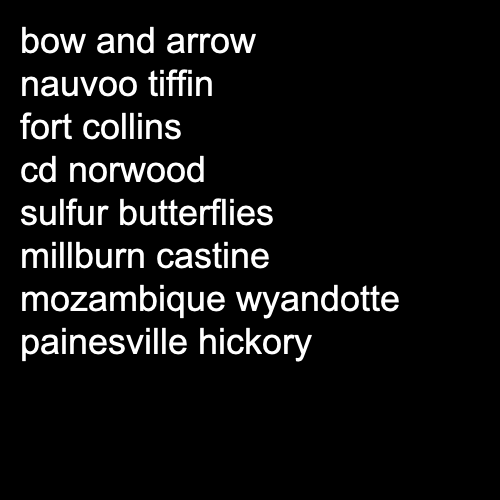 bow and arrow
nauvoo tiffin
fort collins
cd norwood
sulfur butterflies
millburn castine
mozambique wyandotte
painesville hickory